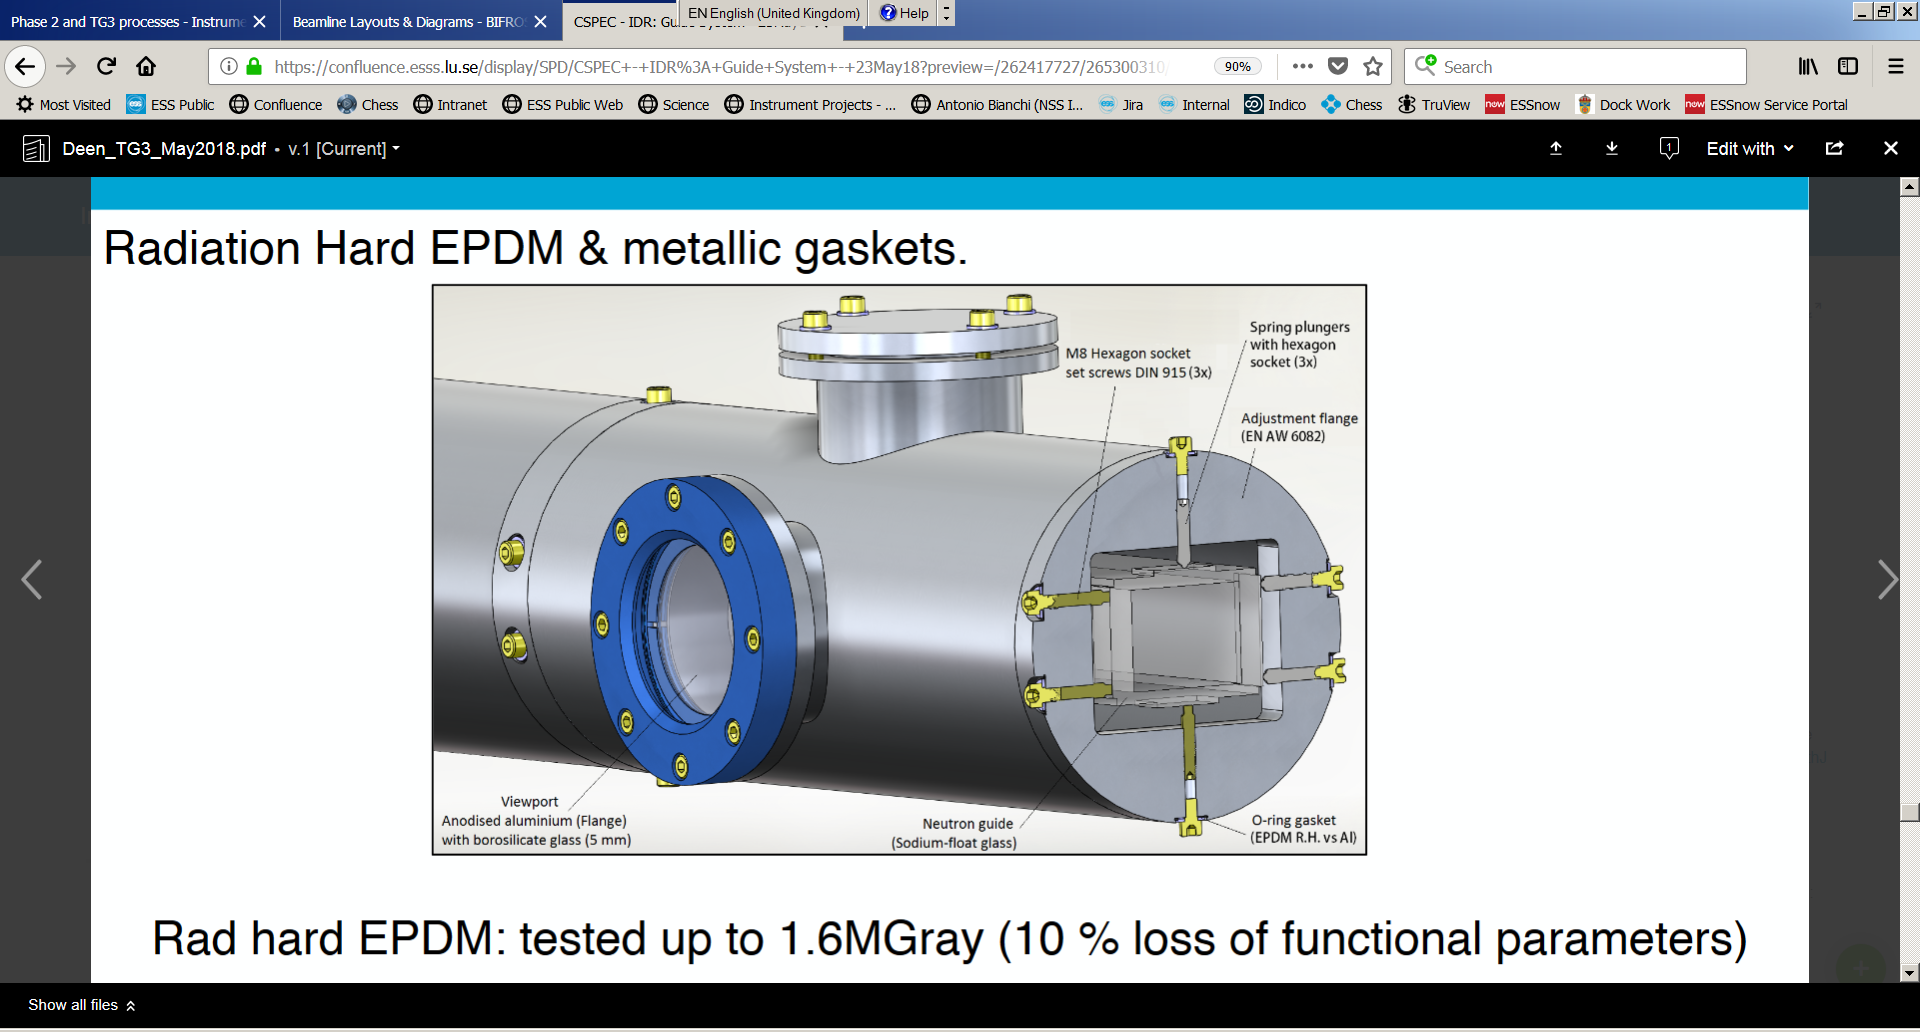 Phase 2 and TG3 processes - Instrume
Beamline Layouts & Diagrams - BIFRO
CSPEC - IDR: Gu
EN English (United Kingdom)
Help
https://confluence.esss.lu.se/display/SPD/CSPEC+-+IDR%3A+Guide+System+-+23May18?preview=/262417727/265300310/
90%
Search
Most Visited
ESS Public
Confluence
Chess
Intranet
ESS Public Web
Science
Instrument Projects - ...
Antonio Bianchi (NSS I...
Jira
Internal
Indico
Chess
TruView
ESSnow
Dock Work
ESSnow Service Portal
Deen_TG3_May2018.pdf • v.1 [Current]
1
Edit with
Radiation Hard EPDM & metallic gaskets.
Spring plungers
with hexagon
socket (3x)
M8 Hexagon socket
set screws DIN 915 (3x)
Adjustment flange
(EN AW 6082)
Viewport
Anodised aluminium (Flange)
with borosilicate glass (5 mm)
Neutron guide
(Sodium-float glass)
O-ring gasket
(EPDM R.H. vs Al)
Rad hard EPDM: tested up to 1.6MGray (10 % loss of functional parameters)
Show all files